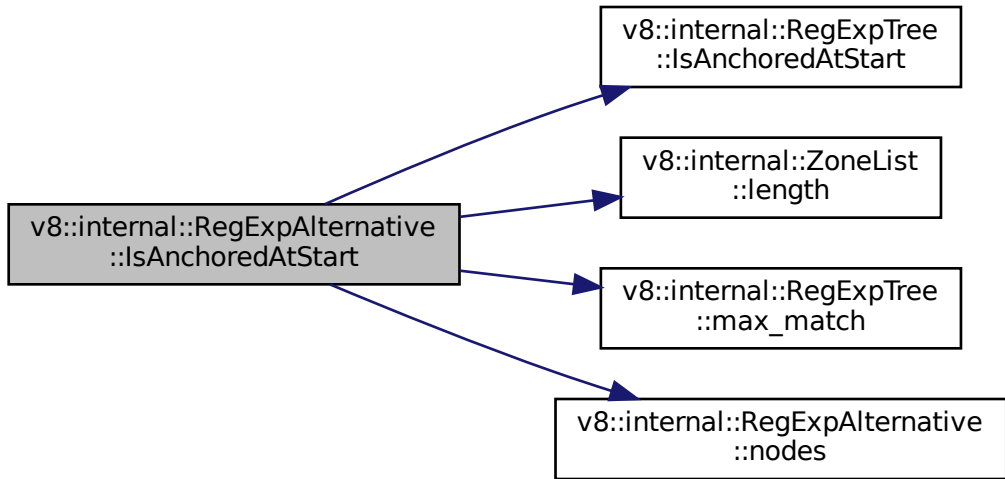 v8::internal::RegExpTree
::IsAnchoredAtStart
v8::internal::ZoneList
::length
v8::internal::RegExpAlternative
::IsAnchoredAtStart
v8::internal::RegExpTree
::max_match
v8::internal::RegExpAlternative
::nodes